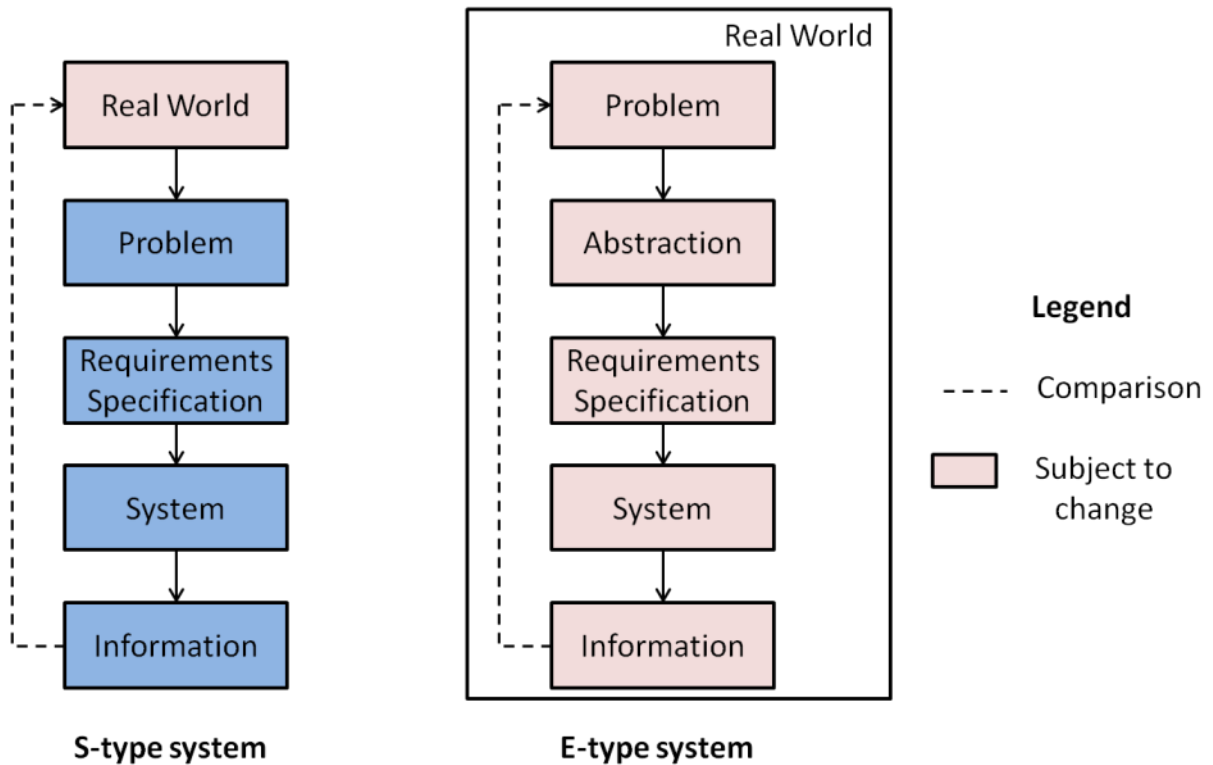 Real World
Problem
Requirements
Specification
System
Information
S-type system
Real World
Problem
Abstraction
Requirements
Specification
System
Information
E-type system
Legend
Comparison
Subject to
change